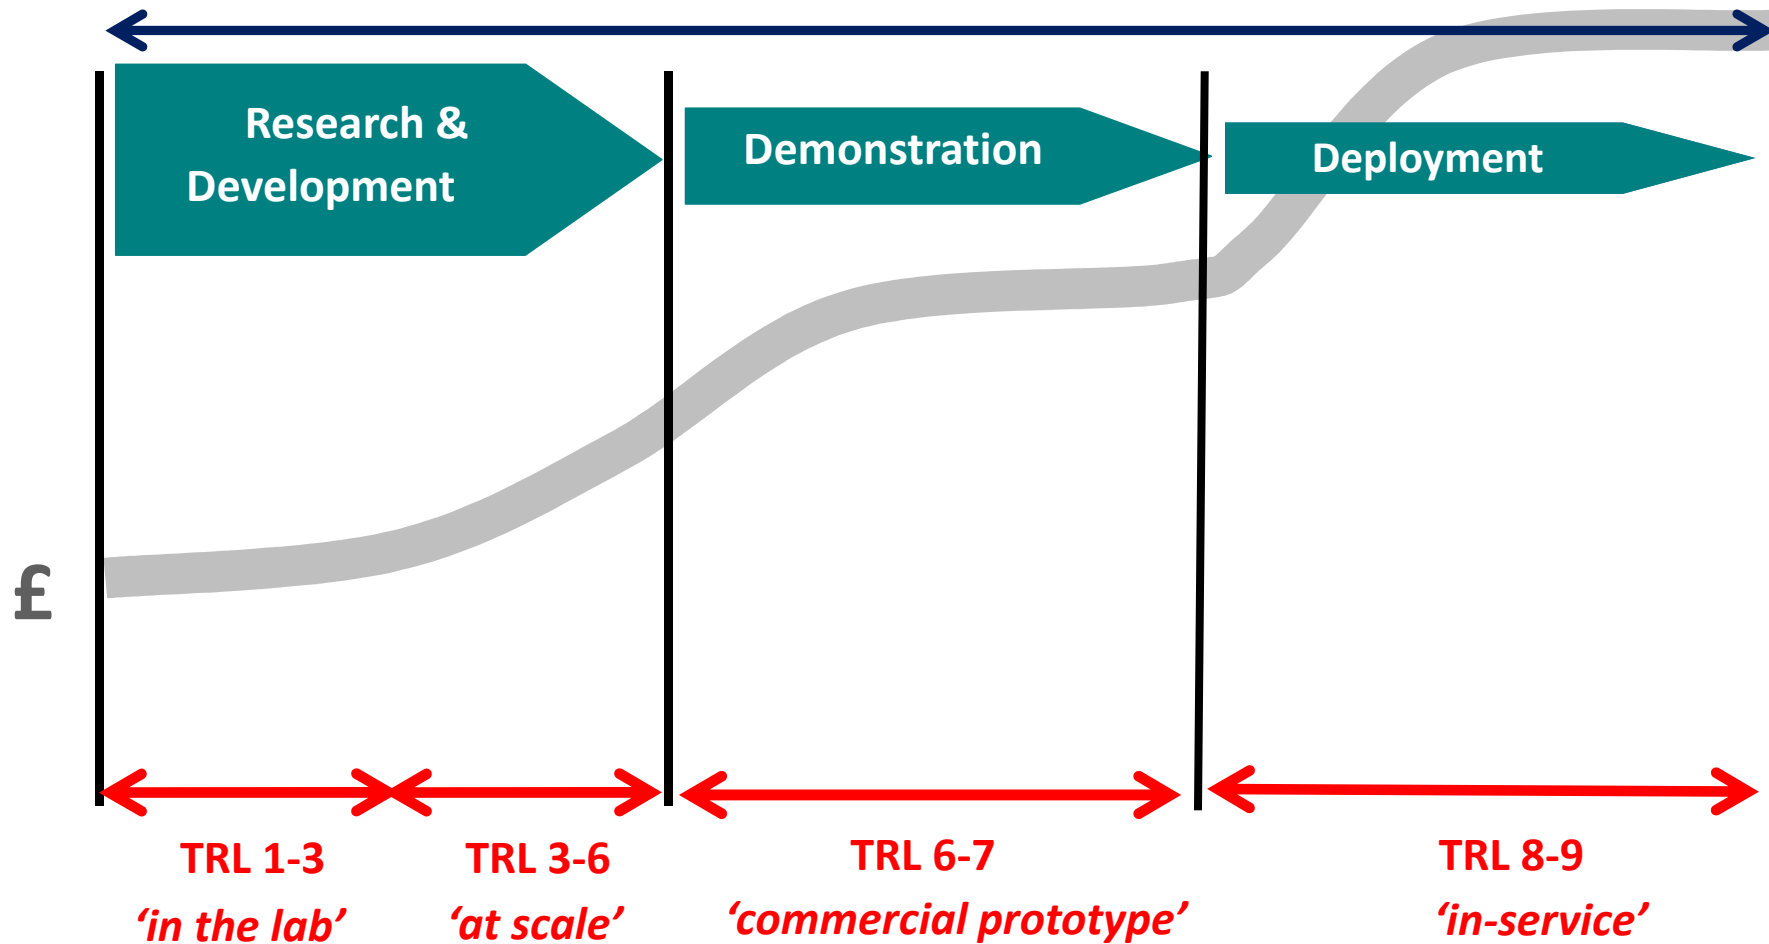 Research &
Development
Demonstration
Deployment
£
TRL 1-3
‘in the lab’
TRL 3-6
‘at scale’
TRL 6-7
‘commercial prototype’
TRL 8-9
‘in-service’